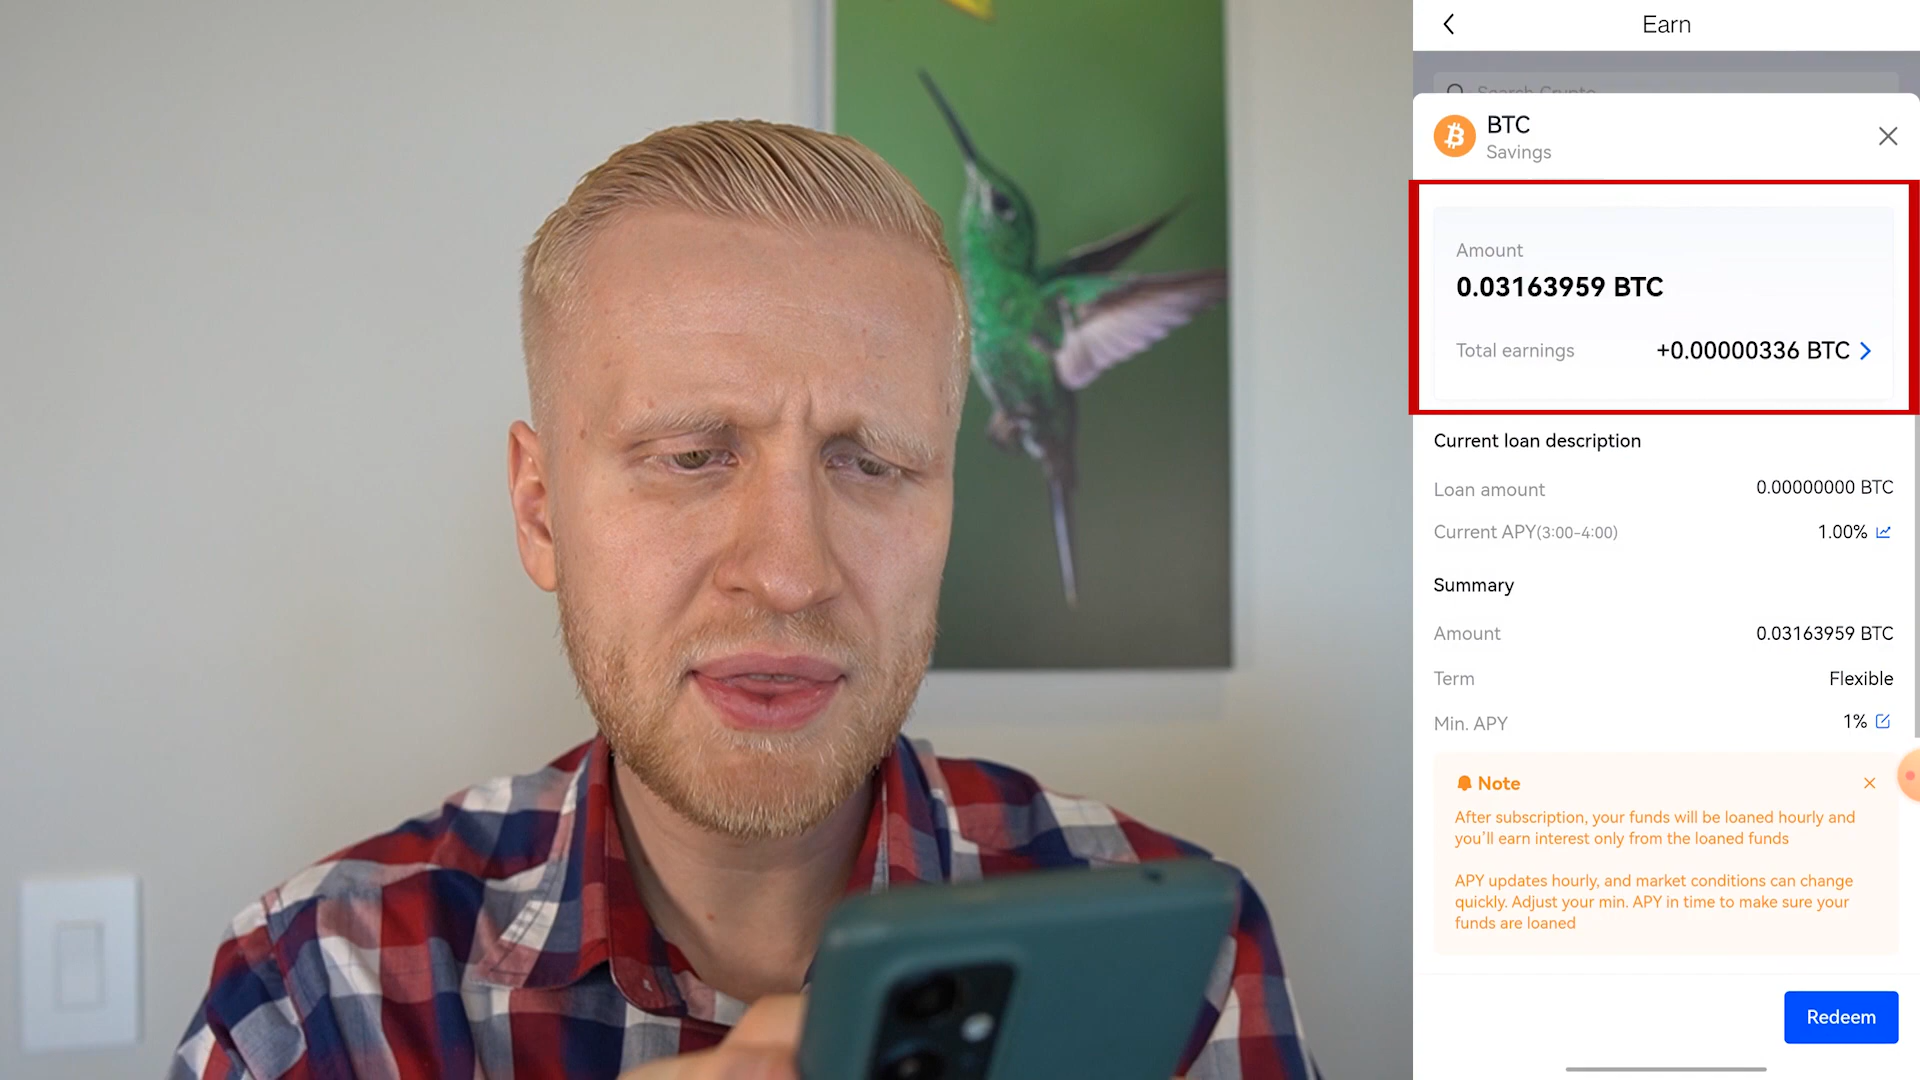 Earn
Search Crypto
BTC
Savings
Amount
0.03163959 BTC
Total earnings +0.00000336 BTC
Current loan description
Loan amount 0.00000000 BTC
Current APY(3:00-4:00) 1.00%
Summary
Amount 0.03163959 BTC
Term Flexible
Min. APY 1%
Note
After subscription, your funds will be loaned hourly and
you'll earn interest only from the loaned funds
APY updates hourly, and market conditions can change
quickly. Adjust your min. APY in time to make sure your
funds are loaned
Redeem